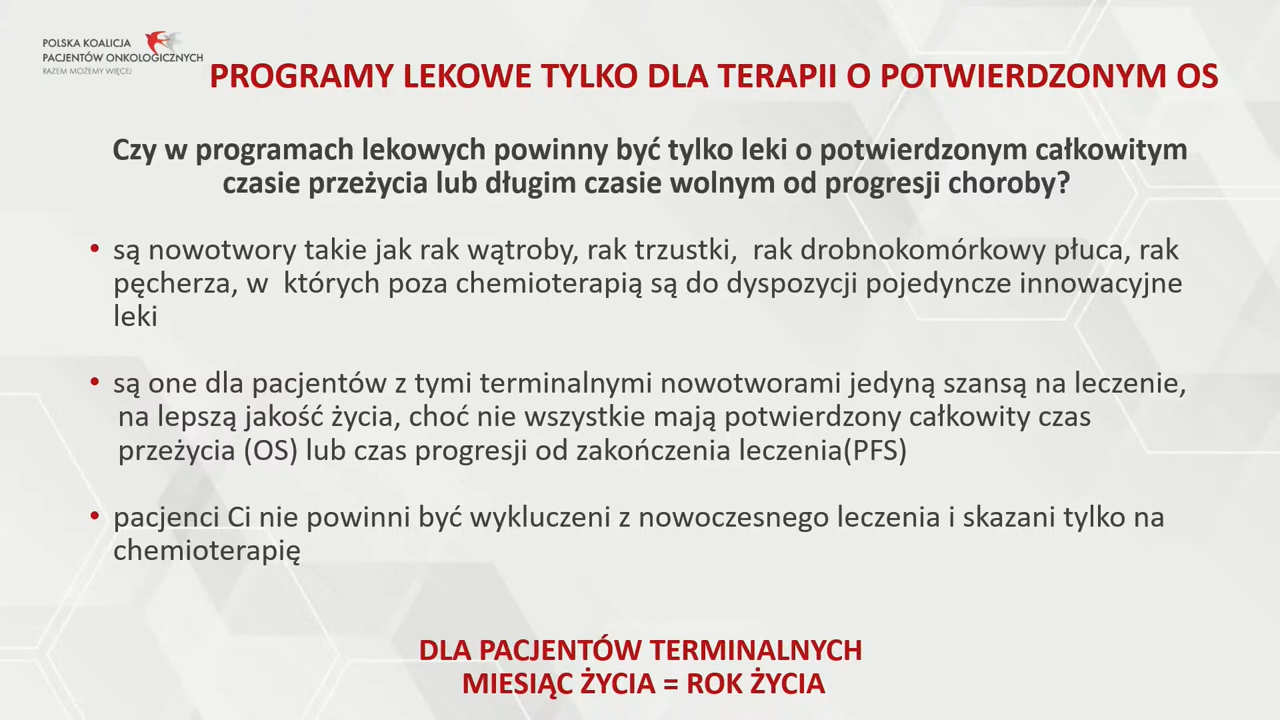 POLSKA KOALICJA
PACJENTÓW ONKOLOGICZNYCH
RAZEM MOŻEMY WIĘCEJ
PROGRAMY LEKOWE TYLKO DLA TERAPII O POTWIERDZONYM OS
Czy w programach lekowych powinny być tylko leki o potwierdzonym całkowitym
czasie przeżycia lub długim czasie wolnym od progresji choroby?
• są nowotwory takie jak rak wątroby, rak trzustki, rak drobnokomórkowy płuca, rak
pęcherza, w których poza chemioterapią są do dyspozycji pojedyncze innowacyjne
leki
• są one dla pacjentów z tymi terminalnymi nowotworami jedyną szansą na leczenie,
na lepszą jakość życia, choć nie wszystkie mają potwierdzony całkowity czas
przeżycia (OS) lub czas progresji od zakończenia leczenia(PFS)
• pacjenci Ci nie powinni być wykluczeni z nowoczesnego leczenia i skazani tylko na
chemioterapię
DLA PACJENTÓW TERMINALNYCH
MIESIĄC ŻYCIA = ROK ŻYCIA